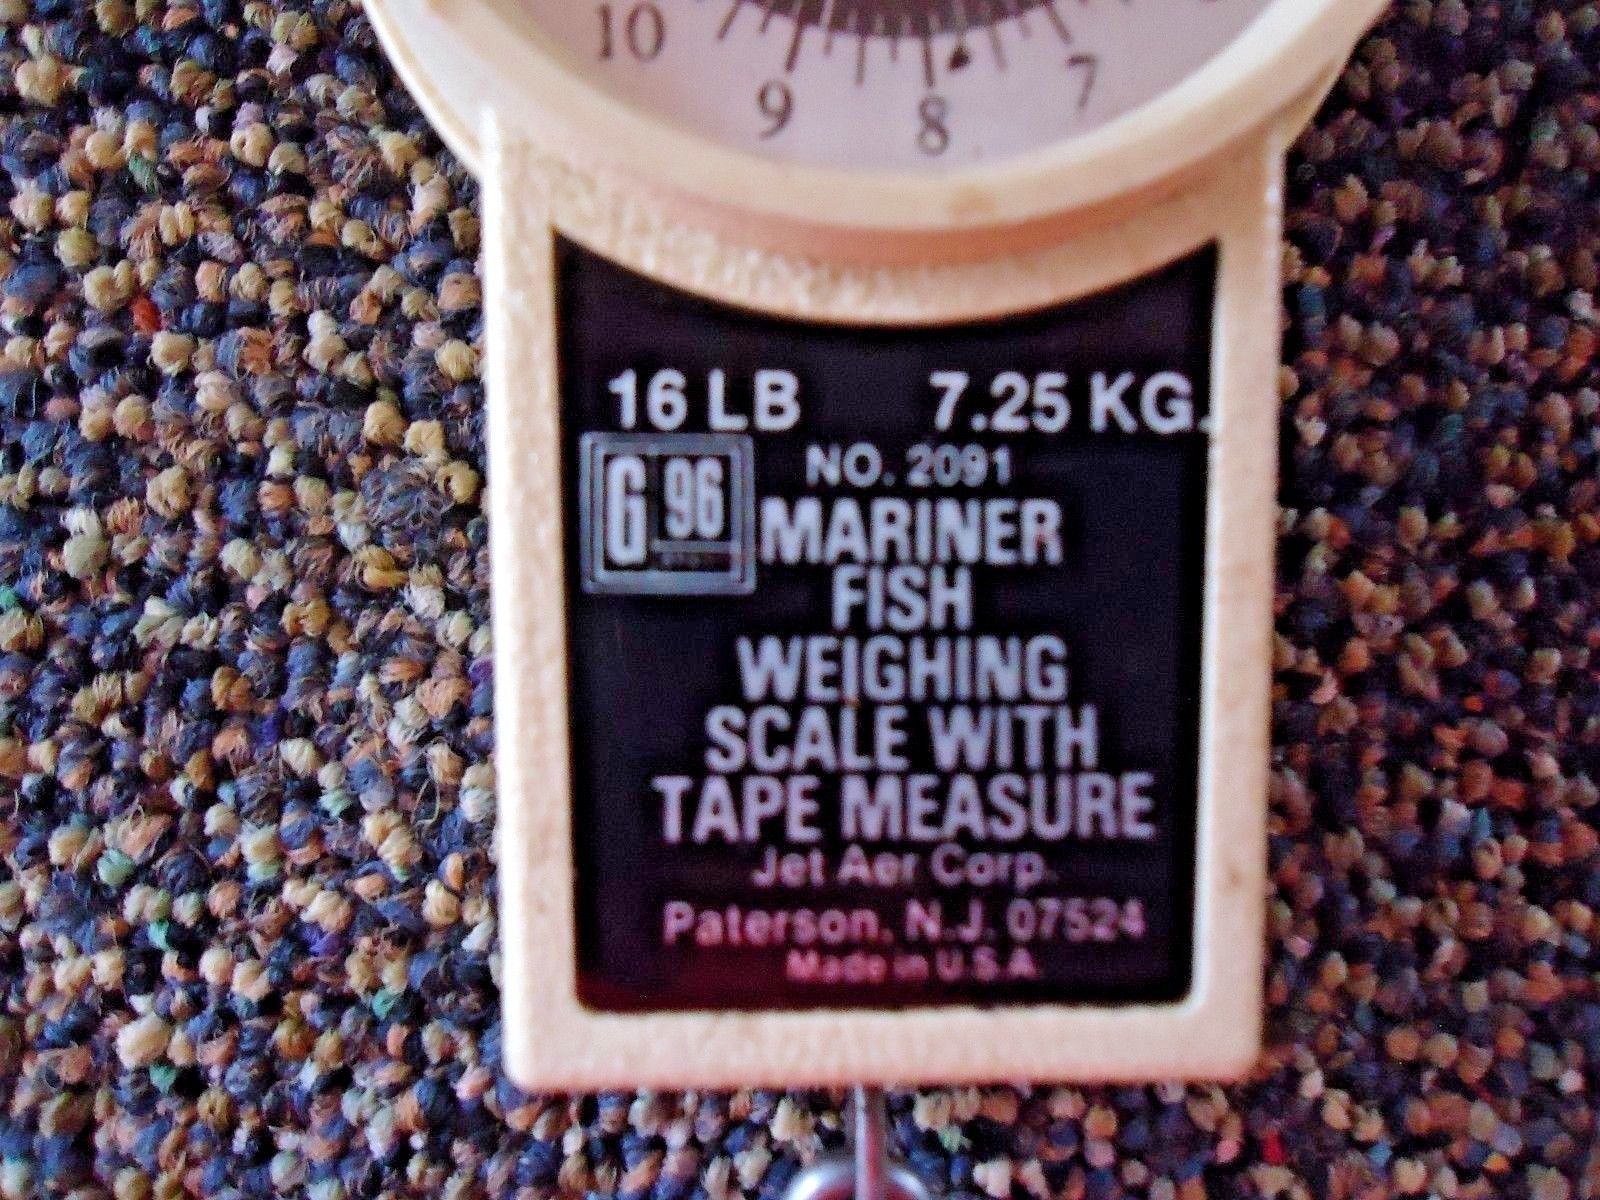 10 9 8 7
16 LB 7.25 KG.
NO. 2091
G 96
MARINER
FISH
WEIGHING
SCALE WITH
TAPE MEASURE
Jet Aer Corp.
Paterson, N.J. 07524
Made in U.S.A.